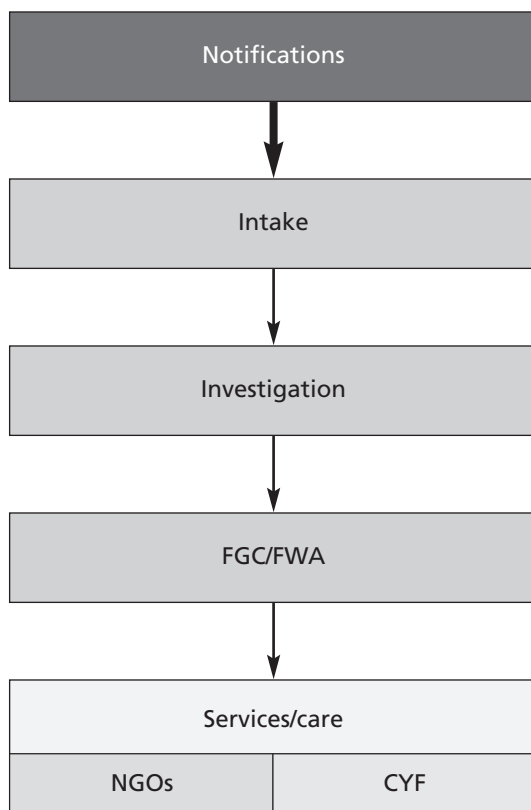 Notifications
Intake
Investigation
FGC/FWA
Services/care
NGOs
CYF